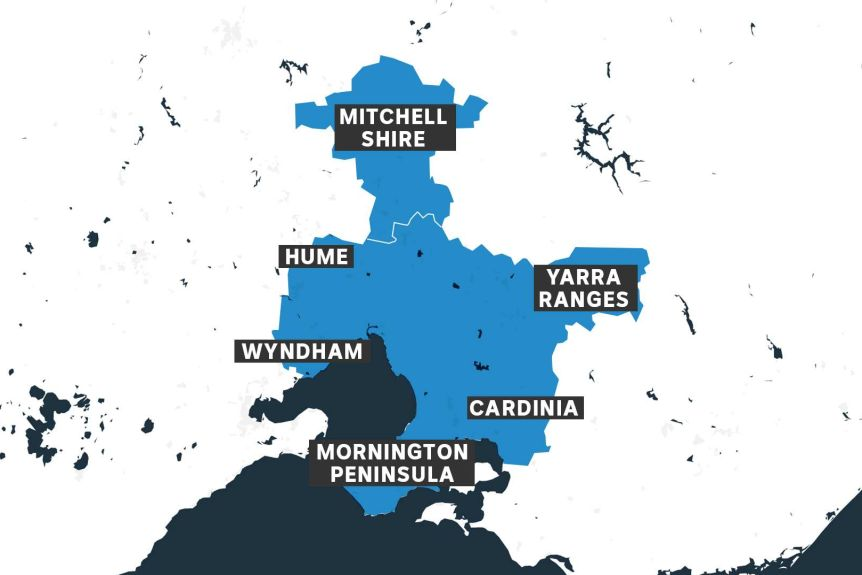 MITCHELL
SHIRE
HUME
YARRA
RANGES
WYNDHAM
CARDINIA
MORNINGTON
PENINSULA